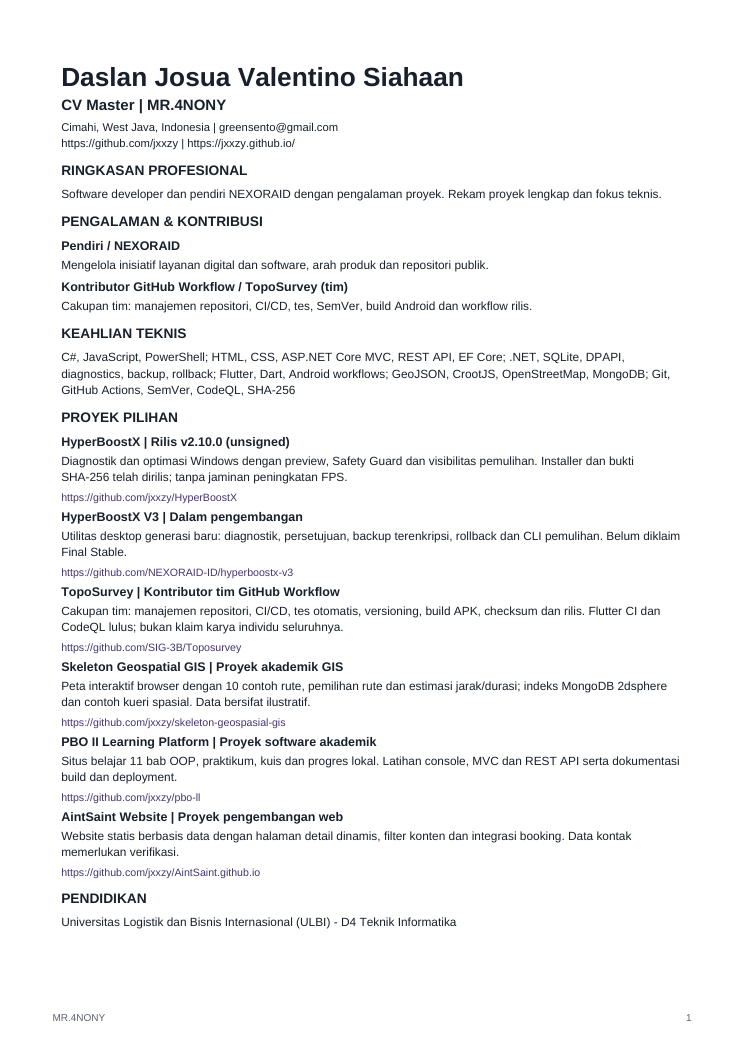 Daslan Josua Valentino Siahaan
CV Master | MR.4NONY
Cimahi, West Java, Indonesia | greensento@gmail.com
https://github.com/jxxzy | https://jxxzy.github.io/
RINGKASAN PROFESIONAL
Software developer dan pendiri NEXORAID dengan pengalaman proyek. Rekam proyek lengkap dan fokus teknis.
PENGALAMAN & KONTRIBUSI
Pendiri / NEXORAID
Mengelola inisiatif layanan digital dan software, arah produk dan repositori publik.
Kontributor GitHub Workflow / TopoSurvey (tim)
Cakupan tim: manajemen repositori, CI/CD, tes, SemVer, build Android dan workflow rilis.
KEAHLIAN TEKNIS
C#, JavaScript, PowerShell; HTML, CSS, ASP.NET Core MVC, REST API, EF Core; .NET, SQLite, DPAPI,
diagnostics, backup, rollback; Flutter, Dart, Android workflows; GeoJSON, CrootJS, OpenStreetMap, MongoDB; Git,
GitHub Actions, SemVer, CodeQL, SHA-256
PROYEK PILIHAN
HyperBoostX | Rilis v2.10.0 (unsigned)
Diagnostik dan optimasi Windows dengan preview, Safety Guard dan visibilitas pemulihan. Installer dan bukti
SHA-256 telah dirilis; tanpa jaminan peningkatan FPS.
https://github.com/jxxzy/HyperBoostX
HyperBoostX V3 | Dalam pengembangan
Utilitas desktop generasi baru: diagnostik, persetujuan, backup terenkripsi, rollback dan CLI pemulihan. Belum diklaim
Final Stable.
https://github.com/NEXORAID-ID/hyperboostx-v3
TopoSurvey | Kontributor tim GitHub Workflow
Cakupan tim: manajemen repositori, CI/CD, tes otomatis, versioning, build APK, checksum dan rilis. Flutter CI dan
CodeQL lulus; bukan klaim karya individu seluruhnya.
https://github.com/SIG-3B/Toposurvey
Skeleton Geospatial GIS | Proyek akademik GIS
Peta interaktif browser dengan 10 contoh rute, pemilihan rute dan estimasi jarak/durasi; indeks MongoDB 2dsphere
dan contoh kueri spasial. Data bersifat ilustratif.
https://github.com/jxxzy/skeleton-geospasial-gis
PBO II Learning Platform | Proyek software akademik
Situs belajar 11 bab OOP, praktikum, kuis dan progres lokal. Latihan console, MVC dan REST API serta dokumentasi
build dan deployment.
https://github.com/jxxzy/pbo-ll
AintSaint Website | Proyek pengembangan web
Website statis berbasis data dengan halaman detail dinamis, filter konten dan integrasi booking. Data kontak
memerlukan verifikasi.
https://github.com/jxxzy/AintSaint.github.io
PENDIDIKAN
Universitas Logistik dan Bisnis Internasional (ULBI) - D4 Teknik Informatika
MR.4NONY
1